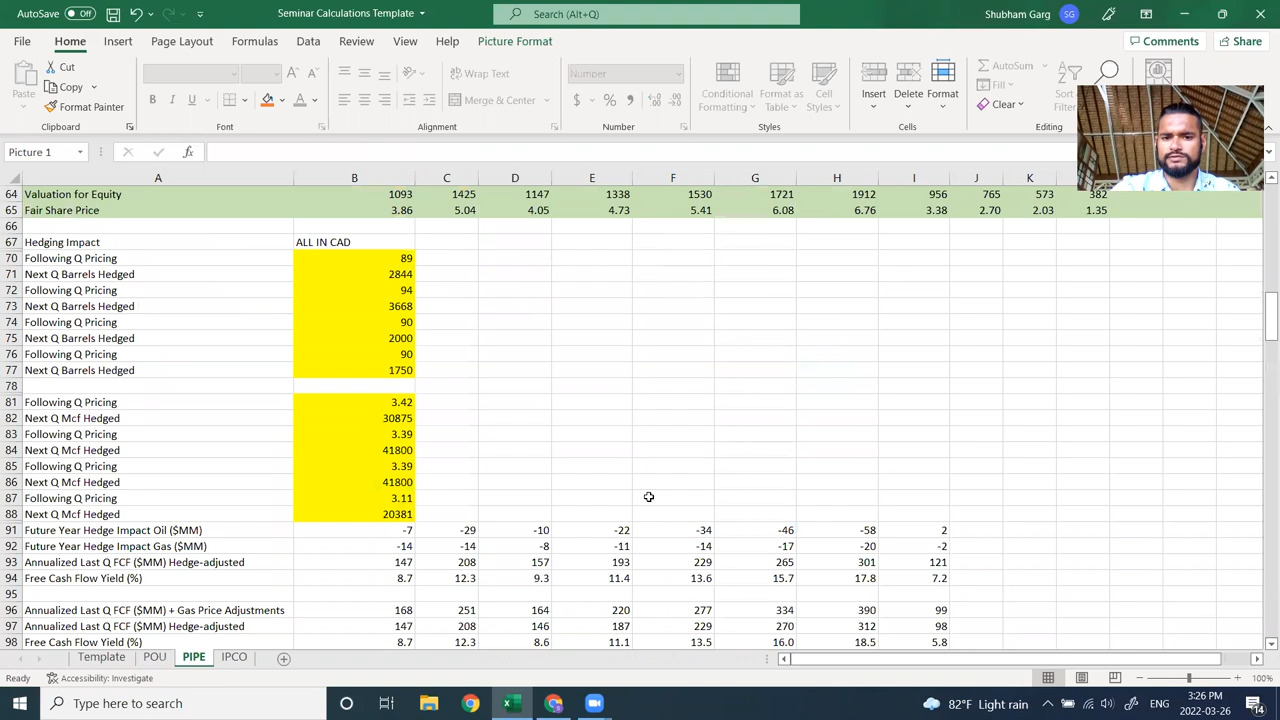 AutoSave Off Seminar Calculations Template Search (Alt+Q) Shubham Garg SG
File Home Insert Page Layout Formulas Data Review View Help Picture Format Comments Share
Paste Cut Copy Format Painter Wrap Text Merge & Center Number Conditional Formatting Format as Table Cell Styles Insert Delete Format AutoSum Fill Clear Sort
Clipboard Font Alignment Number Styles Cells Editing
Picture 1 fx
A B C D E F G H I J K
64 Valuation for Equity 1093 1425 1147 1338 1530 1721 1912 956 765 573 382
65 Fair Share Price 3.86 5.04 4.05 4.73 5.41 6.08 6.76 3.38 2.70 2.03 1.35
66
67 Hedging Impact ALL IN CAD
70 Following Q Pricing 89
71 Next Q Barrels Hedged 2844
72 Following Q Pricing 94
73 Next Q Barrels Hedged 3668
74 Following Q Pricing 90
75 Next Q Barrels Hedged 2000
76 Following Q Pricing 90
77 Next Q Barrels Hedged 1750
78
81 Following Q Pricing 3.42
82 Next Q Mcf Hedged 30875
83 Following Q Pricing 3.39
84 Next Q Mcf Hedged 41800
85 Following Q Pricing 3.39
86 Next Q Mcf Hedged 41800
87 Following Q Pricing 3.11
88 Next Q Mcf Hedged 20381
91 Future Year Hedge Impact Oil ($MM) -7 -29 -10 -22 -34 -46 -58 2
92 Future Year Hedge Impact Gas ($MM) -14 -14 -8 -11 -14 -17 -20 -2
93 Annualized Last Q FCF ($MM) Hedge-adjusted 147 208 157 193 229 265 301 121
94 Free Cash Flow Yield (%) 8.7 12.3 9.3 11.4 13.6 15.7 17.8 7.2
95
96 Annualized Last Q FCF ($MM) + Gas Price Adjustments 168 251 164 220 277 334 390 99
97 Annualized Last Q FCF ($MM) Hedge-adjusted 147 208 146 187 229 270 312 98
98 Free Cash Flow Yield (%) 8.7 12.3 8.6 11.1 13.5 16.0 18.5 5.8
Template POU PIPE IPCO
Ready Accessibility: Investigate 100%
Type here to search 82°F Light rain ENG 3:26 PM 2022-03-26 14